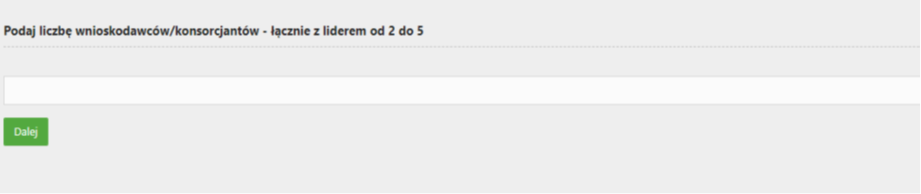 Podaj liczbę wnioskodawców/konsorcjantów - łącznie z liderem od 2 do 5
Dalej